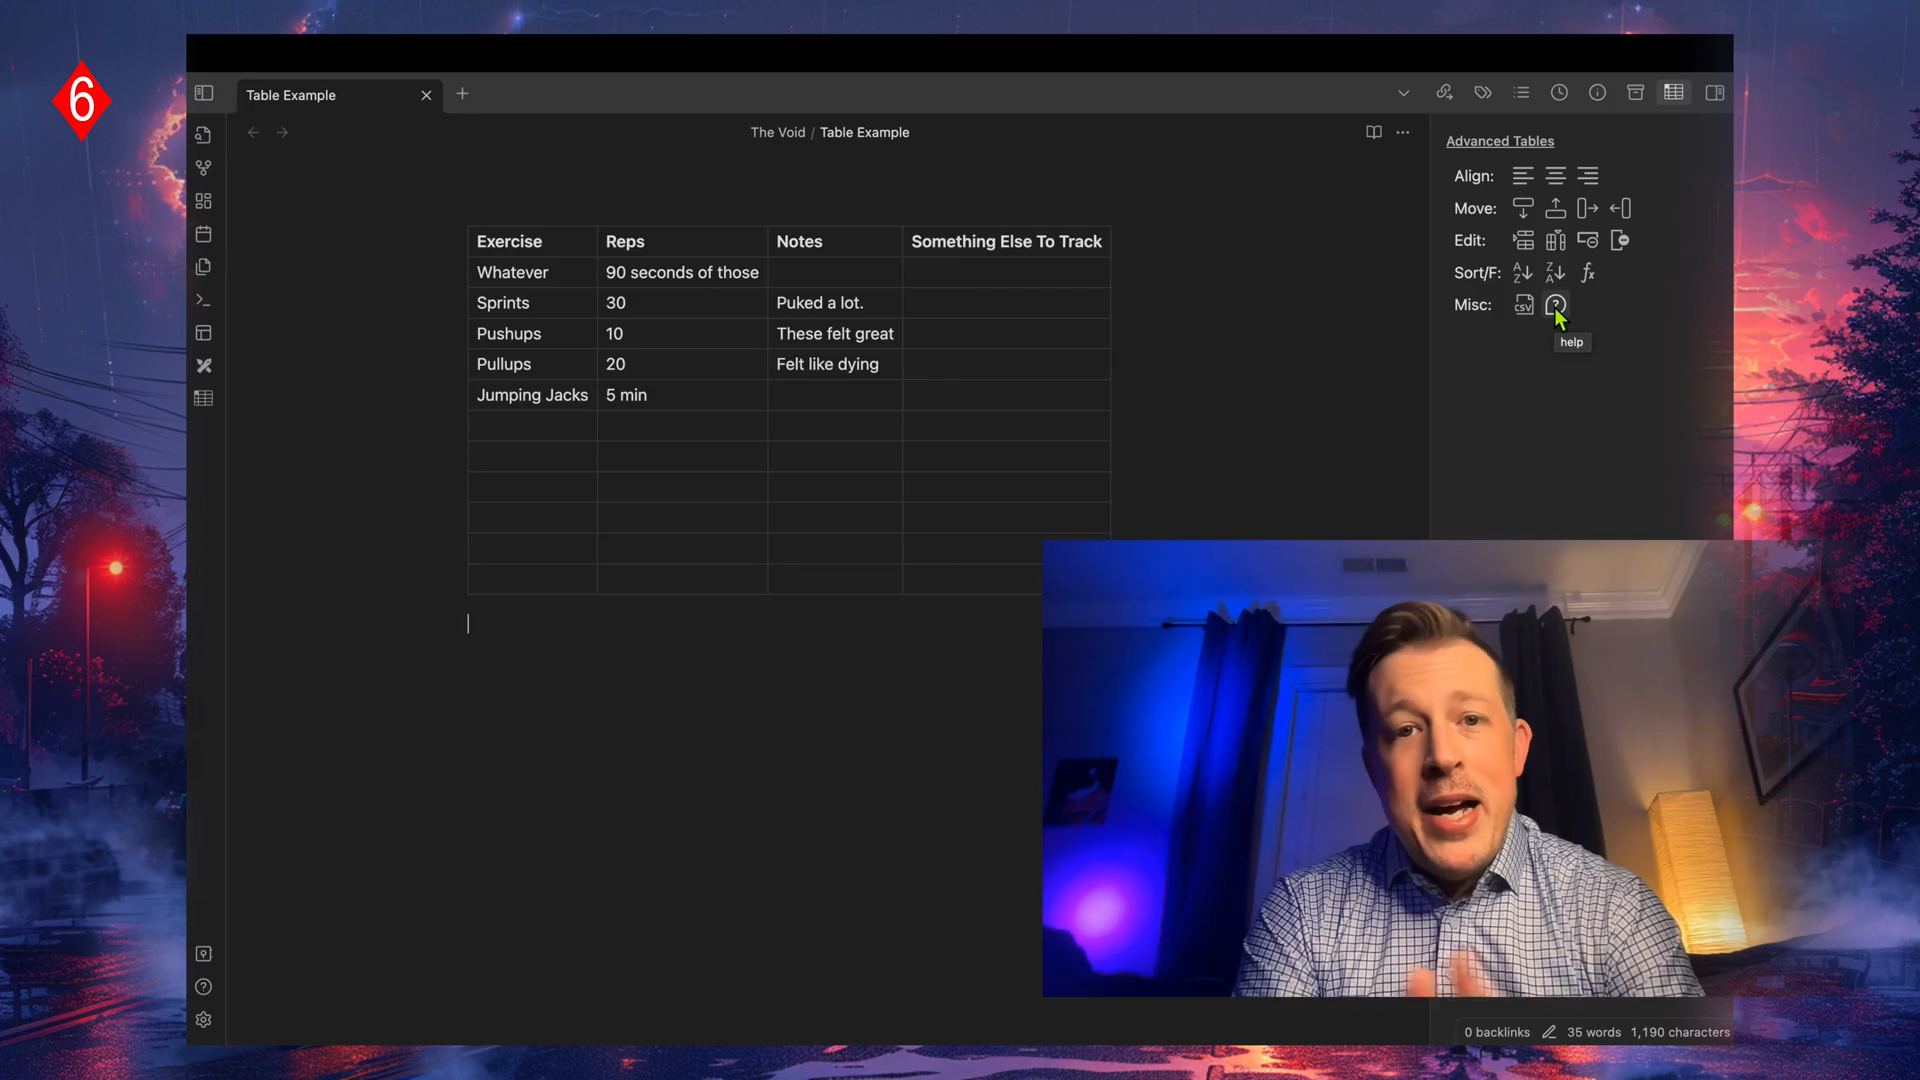 6
Table Example
The Void / Table Example
Advanced Tables
Align:
Move:
Edit:
Sort/F:
Misc:
CSV
help
Exercise Reps Notes Something Else To Track
Whatever 90 seconds of those
Sprints 30 Puked a lot.
Pushups 10 These felt great
Pullups 20 Felt like dying
Jumping Jacks 5 min
0 backlinks 35 words 1,190 characters